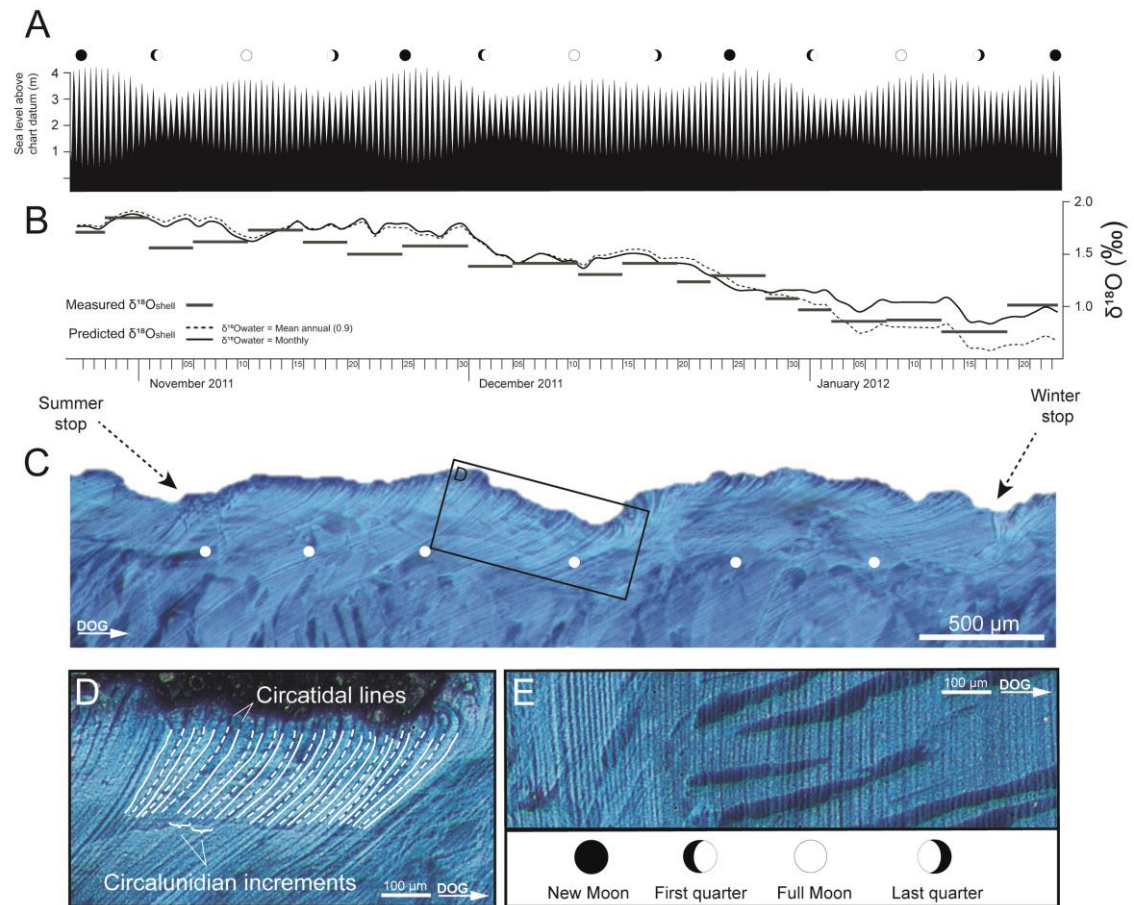 A
Sea level above
chart datum (m)
4
3
2
1
B
2.0
1.5
1.0
δ¹⁸O (‰)
Measured δ¹⁸Oshell
Predicted δ¹⁸Oshell
δ¹⁸Owater = Mean annual (0.9)
δ¹⁸Owater = Monthly
05 10 15 20 25 30 05 10 15 20 25 30 05 10 15 20
November 2011 December 2011 January 2012
Summer
stop
Winter
stop
C
D
DOG
500 µm
D
Circatidal lines
Circalunidian increments
100 µm
DOG
E
100 µm
DOG
New Moon First quarter Full Moon Last quarter